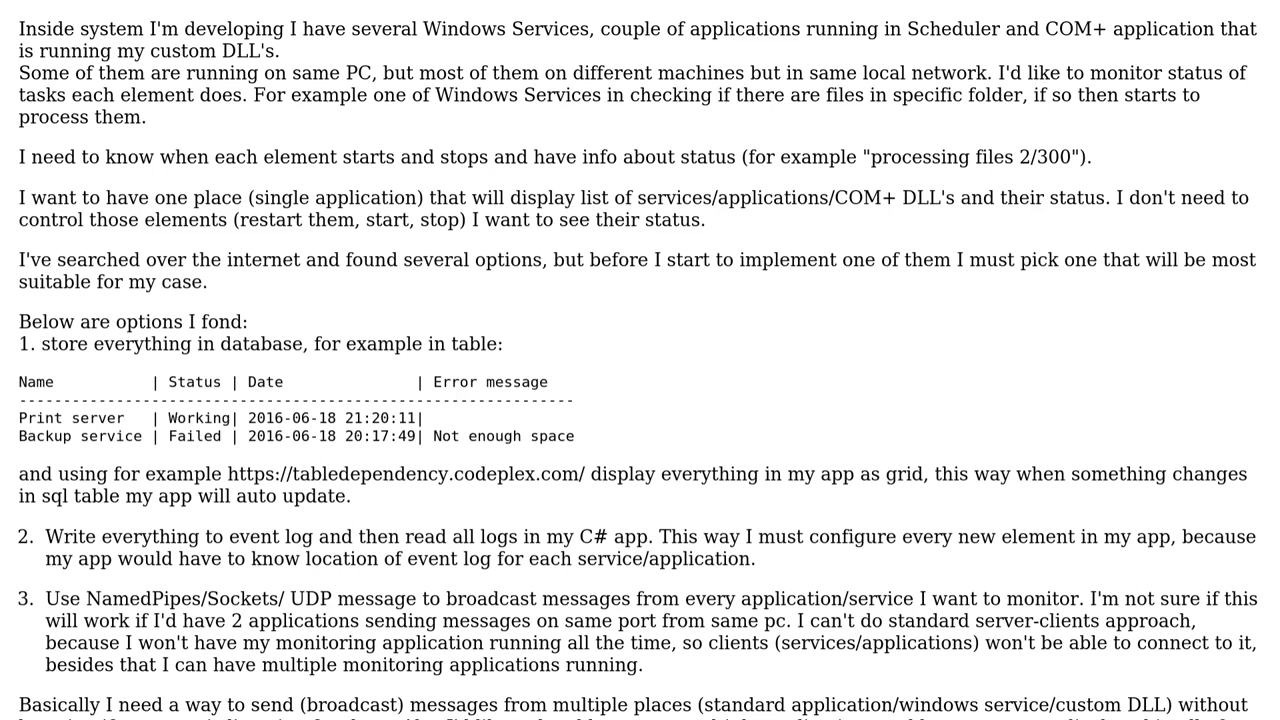 Inside system I'm developing I have several Windows Services, couple of applications running in Scheduler and COM+ application that
is running my custom DLL's.
Some of them are running on same PC, but most of them on different machines but in same local network. I'd like to monitor status of
tasks each element does. For example one of Windows Services in checking if there are files in specific folder, if so then starts to
process them.
I need to know when each element starts and stops and have info about status (for example "processing files 2/300").
I want to have one place (single application) that will display list of services/applications/COM+ DLL's and their status. I don't need to
control those elements (restart them, start, stop) I want to see their status.
I've searched over the internet and found several options, but before I start to implement one of them I must pick one that will be most
suitable for my case.
Below are options I fond:
1. store everything in database, for example in table:
Name           | Status | Date               | Error message
---------------------------------------------------------------
Print server   | Working| 2016-06-18 21:20:11|
Backup service | Failed | 2016-06-18 20:17:49| Not enough space
and using for example https://tabledependency.codeplex.com/ display everything in my app as grid, this way when something changes
in sql table my app will auto update.
2. Write everything to event log and then read all logs in my C# app. This way I must configure every new element in my app, because
my app would have to know location of event log for each service/application.
3. Use NamedPipes/Sockets/ UDP message to broadcast messages from every application/service I want to monitor. I'm not sure if this
will work if I'd have 2 applications sending messages on same port from same pc. I can't do standard server-clients approach,
because I won't have my monitoring application running all the time, so clients (services/applications) won't be able to connect to it,
besides that I can have multiple monitoring applications running.
Basically I need a way to send (broadcast) messages from multiple places (standard application/windows service/custom DLL) without